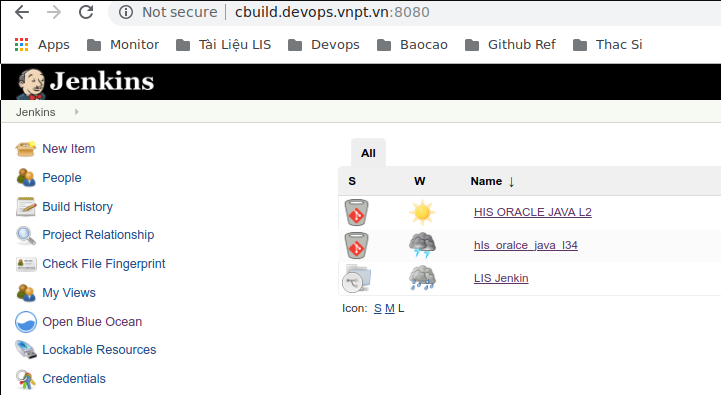 Not secure | cbuild.devops.vnpt.vn:8080
Apps Monitor Tài Liệu LIS Devops Baocao Github Ref Thac Si
Jenkins
Jenkins
New Item
People
Build History
Project Relationship
Check File Fingerprint
My Views
Open Blue Ocean
Lockable Resources
Credentials
All
S W Name ↓
HIS ORACLE JAVA L2
hIs_oralce_java_l34
LIS Jenkin
Icon: S M L